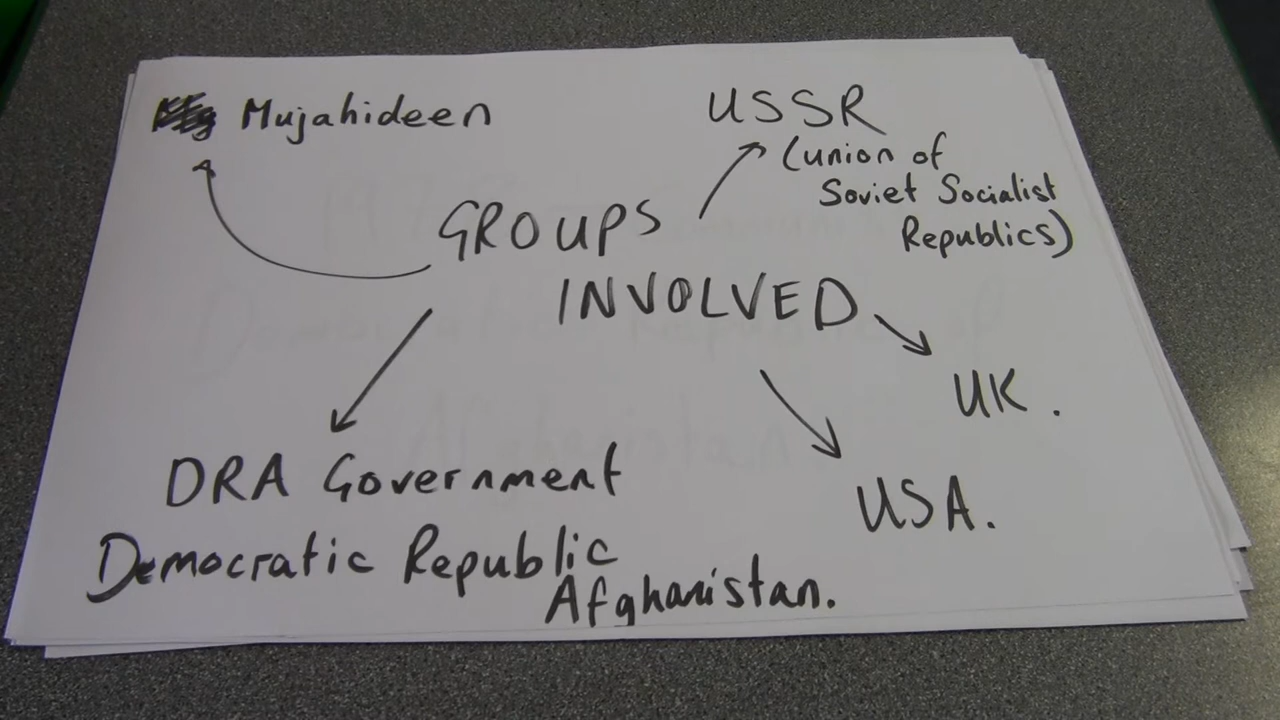 Mujahideen
USSR
(union of
Soviet Socialist
Republics)
GROUPS
INVOLVED
UK.
USA.
DRA Government
Democratic Republic
Afghanistan.